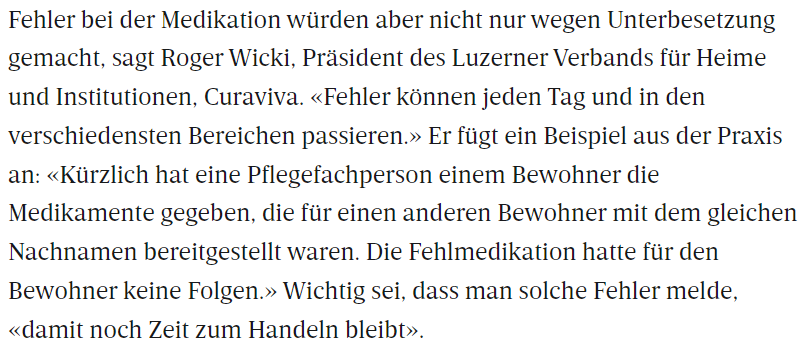 Fehler bei der Medikation würden aber nicht nur wegen Unterbesetzung
gemacht, sagt Roger Wicki, Präsident des Luzerner Verbands für Heime
und Institutionen, Curaviva. «Fehler können jeden Tag und in den
verschiedensten Bereichen passieren.» Er fügt ein Beispiel aus der Praxis
an: «Kürzlich hat eine Pflegefachperson einem Bewohner die
Medikamente gegeben, die für einen anderen Bewohner mit dem gleichen
Nachnamen bereitgestellt waren. Die Fehlmedikation hatte für den
Bewohner keine Folgen.» Wichtig sei, dass man solche Fehler melde,
«damit noch Zeit zum Handeln bleibt».